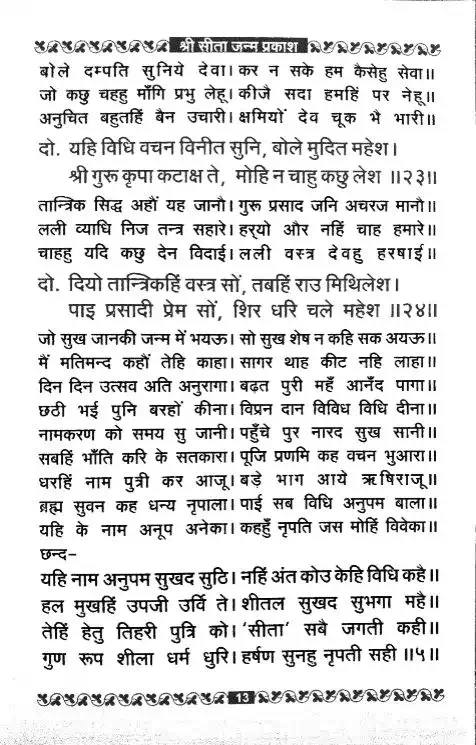 श्री सीता जन्म प्रकाश
बोले दम्पति सुनिये देवा। कर न सके हम कैसेहु सेवा॥
जो कछु चहहु माँगि प्रभु लेहू। कीजै सदा हमहिं पर नेहू॥
अनुचित बहुतहिं बैन उचारी। क्षमियों देव चूक भै भारी॥
दो. यहि विधि वचन विनीत सुनि, बोले मुदित महेश।
श्री गुरू कृपा कटाक्ष ते, मोहि न चाहु कछु लेश ॥२३॥
तान्त्रिक सिद्ध अहौं यह जानौ। गुरू प्रसाद जनि अचरज मानौ॥
लली व्याधि निज तन्त्र सहारे। हर्‌यो और नहिं चाह हमारे॥
चाहहु यदि कछु देन विदाई। लली वस्त्र देवहु हरषाई॥
दो. दियो तान्त्रिकहिं वस्त्र सों, तबहिं राउ मिथिलेश।
पाइ प्रसादी प्रेम सों, शिर धरि चले महेश ॥२४॥
जो सुख जानकी जन्म में भयऊ। सो सुख शेष न कहि सक अयऊ॥
मैं मतिमन्द कहौं तेहि काहा। सागर थाह कीट नहि लाहा॥
दिन दिन उत्सव अति अनुरागा। बढ़त पुरी महँ आनँद पागा॥
छठी भई पुनि बरहों कीना। विप्रन दान विविध विधि दीना॥
नामकरण को समय सु जानी। पहुँचे पुर नारद सुख सानी॥
सबहिं भाँति करि के सतकारा। पूजि प्रणमि कह वचन भुआरा॥
धरहिं नाम पुत्री कर आजू। बड़े भाग आये ऋषिराजू॥
ब्रह्म सुवन कह धन्य नृपाला। पाई सब विधि अनुपम बाला॥
यहि के नाम अनूप अनेका। कहहुँ नृपति जस मोहिं विवेका॥
छन्द–
यहि नाम अनुपम सुखद सुठि। नहिं अंत कोउ केहि विधि कहै॥
हल मुखहिं उपजी उर्वि ते। शीतल सुखद सुभगा महै॥
तेहिं हेतु तिहरी पुत्रि को। 'सीता' सबै जगती कही॥
गुण रूप शीला धर्म धुरि। हर्षण सुनहु नृपती सही ॥५॥
13